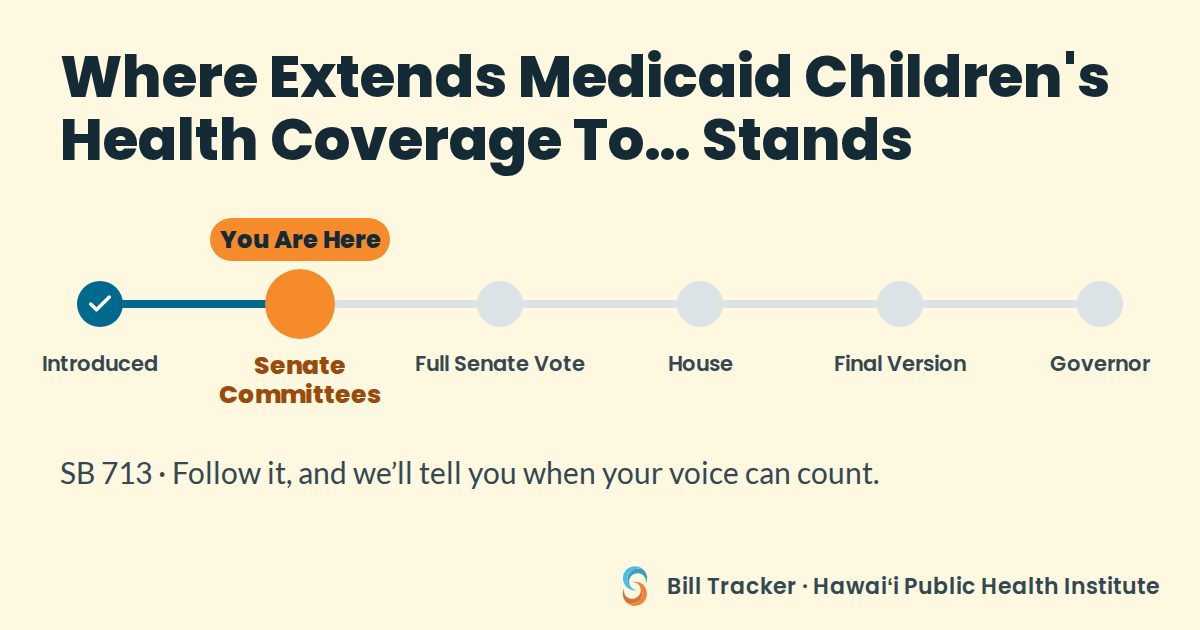 Where Extends Medicaid Children's
Health Coverage To... Stands
You Are Here
Introduced
Senate
Committees
Full Senate Vote
House
Final Version
Governor
SB 713 · Follow it, and we’ll tell you when your voice can count.
Bill Tracker · Hawaiʻi Public Health Institute